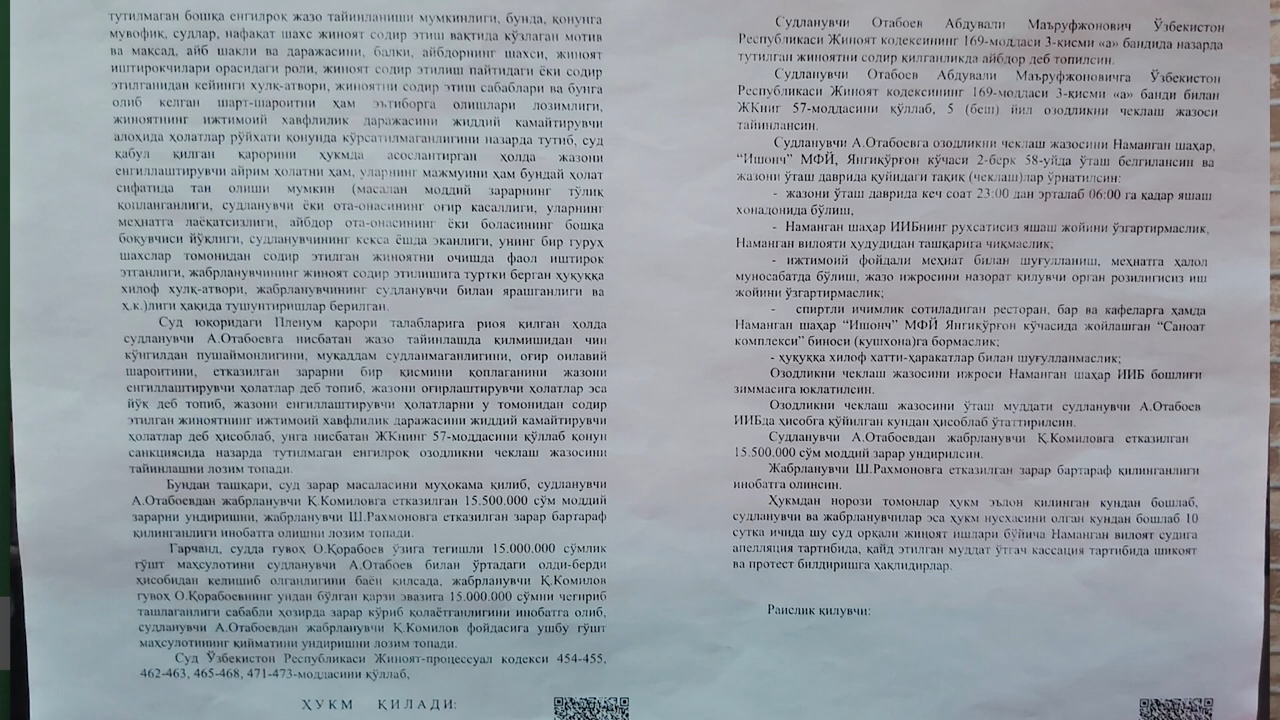 тутилмаган бошқа енгилроқ жазо тайинланиши мумкинлиги, бунда, қонунга
мувофиқ, судлар, нафақат шахс жиноят содир этиш вақтида кўзлаган мотив
ва мақсад, айб шакли ва даражасини, балки, айбдорнинг шахси, жиноят
иштирокчилари орасидаги роли, жиноят содир этилиш пайтидаги ёки содир
этилганидан кейинги хулқ-атвори, жиноятни содир этиш сабаблари ва бунга
олиб келган шарт-шароитни ҳам эътиборга олишлари лозимлиги,
жиноятнинг ижтимоий хавфлилик даражасини жиддий камайтирувчи
алоҳида ҳолатлар рўйхати қонунда кўрсатилмаганлигини назарда тутиб, суд
қабул қилган қарорини ҳукмда асослантирган ҳолда жазони
енгиллаштирувчи айрим ҳолатни ҳам, уларнинг мажмуини ҳам бундай ҳолат
сифатида тан олиши мумкин (масалан моддий зарарнинг тўлиқ
қопланганлиги, судланувчи ёки ота-онасининг оғир касаллиги, уларнинг
меҳнатга лаёқатсизлиги, айбдор ота-онасининг ёки боласининг бошқа
боқувчиси йўқлиги, судланувчининг кекса ёшда эканлиги, унинг бир гуруҳ
шахслар томонидан содир этилган жиноятни очишда фаол иштирок
этганлиги, жабрланувчининг жиноят содир этилишига туртки берган ҳуқуққа
хилоф хулқ-атвори, жабрланувчининг судланувчи билан ярашганлиги ва
ҳ.к.)лиги ҳақида тушунтиришлар берилган.
Суд юқоридаги Пленум қарори талабларига риоя қилган ҳолда
судланувчи А.Отабоевга нисбатан жазо тайинлашда қилмишидан чин
кўнгилдан пушаймонлигини, муқаддам судланмаганлигини, оғир оилавий
шароитини, етказилган зарарни бир қисмини қоплаганини жазони
енгиллаштирувчи ҳолатлар деб топиб, жазони оғирлаштирувчи ҳолатлар эса
йўқ деб топиб, жазони енгиллаштирувчи ҳолатларни у томонидан содир
этилган жиноятнинг ижтимоий хавфлилик даражасини жиддий камайтирувчи
ҳолатлар деб ҳисоблаб, унга нисбатан ЖКнинг 57-моддасини қўллаб қонун
санкциясида назарда тутилмаган енгилроқ озодликни чеклаш жазосини
тайинлашни лозим топади.
Бундан ташқари, суд зарар масаласини муҳокама қилиб, судланувчи
А.Отабоевдан жабрланувчи Қ.Комиловга етказилган 15.500.000 сўм моддий
зарарни ундиришни, жабрланувчи Ш.Рахмоновга етказилган зарар бартараф
қилинганлиги инобатга олишни лозим топади.
Гарчанд, судда гувоҳ О.Қорабоев ўзига тегишли 15.000.000 сўмлик
гўшт маҳсулотини судланувчи А.Отабоев билан ўртадаги олди-берди
ҳисобидан келишиб олганлигини баён қилсада, жабрланувчи Қ.Комилов
гувоҳ О.Қорабоевнинг ундан бўлган қарзи эвазига 15.000.000 сўмни чегириб
ташлаганлиги сабабли ҳозирда зарар кўриб қолаётганлигини инобатга олиб,
судланувчи А.Отабоевдан жабрланувчи Қ.Комилов фойдасига ушбу гўшт
маҳсулотининг қийматини ундиришни лозим топади.
Суд Ўзбекистон Республикаси Жиноят-процессуал кодекси 454-455,
462-463, 465-468, 471-473-моддасини қўллаб,
ҲУКМ ҚИЛАДИ:
Судланувчи Отабоев Абдували Маъруфжонович Ўзбекистон
Республикаси Жиноят кодексининг 169-моддаси 3-қисми «а» бандида назарда
тутилган жиноятни содир қилганликда айбдор деб топилсин.
Судланувчи Отабоев Абдували Маъруфжоновичга Ўзбекистон
Республикаси Жиноят кодексининг 169-моддаси 3-қисми «а» банди билан
ЖКниг 57-моддасини қўллаб, 5 (беш) йил озодликни чеклаш жазоси
тайинлансин.
Судланувчи А.Отабоевга озодликни чеклаш жазосини Наманган шаҳар,
“Ишонч” МФЙ, Янгиқўрғон кўчаси 2-берк 58-уйда ўташ белгилансин ва
жазони ўташ даврида қуйидаги тақиқ (чеклаш)лар ўрнатилсин:
- жазони ўташ даврида кеч соат 23:00 дан эрталаб 06:00 га қадар яшаш
хонадонида бўлиш,
- Наманган шаҳар ИИБнинг рухсатисиз яшаш жойини ўзгартирмаслик,
Наманган вилояти ҳудудидан ташқарига чиқмаслик;
- ижтимоий фойдали меҳнат билан шуғулланиш, меҳнатга ҳалол
муносабатда бўлиш, жазо ижросини назорат қилувчи орган розилигисиз иш
жойини ўзгартирмаслик;
- спиртли ичимлик сотиладиган ресторан, бар ва кафеларга ҳамда
Наманган шаҳар “Ишонч” МФЙ Янгиқўрғон кўчасида жойлашган “Саноат
комплекси” биноси (кушхона)га бормаслик;
- ҳуқуққа хилоф хатти-ҳаракатлар билан шуғулланмаслик;
Озодликни чеклаш жазосини ижроси Наманган шаҳар ИИБ бошлиғи
зиммасига юклатилсин.
Озодликни чеклаш жазосини ўташ муддати судланувчи А.Отабоев
ИИБда ҳисобга қўйилган кундан ҳисоблаб ўтаттирилсин.
Судланувчи А.Отабоевдан жабрланувчи Қ.Комиловга етказилган
15.500.000 сўм моддий зарар ундирилсин.
Жабрланувчи Ш.Рахмоновга етказилган зарар бартараф қилинганлиги
инобатга олинсин.
Ҳукмдан норози томонлар ҳукм эълон қилинган кундан бошлаб,
судланувчи ва жабрланувчилар эса ҳукм нусхасини олган кундан бошлаб 10
сутка ичида шу суд орқали жиноят ишлари бўйича Наманган вилоят судига
апелляция тартибида, қайд этилган муддат ўтгач кассация тартибида шикоят
ва протест билдиришга ҳақлидирлар.
Раислик қилувчи: